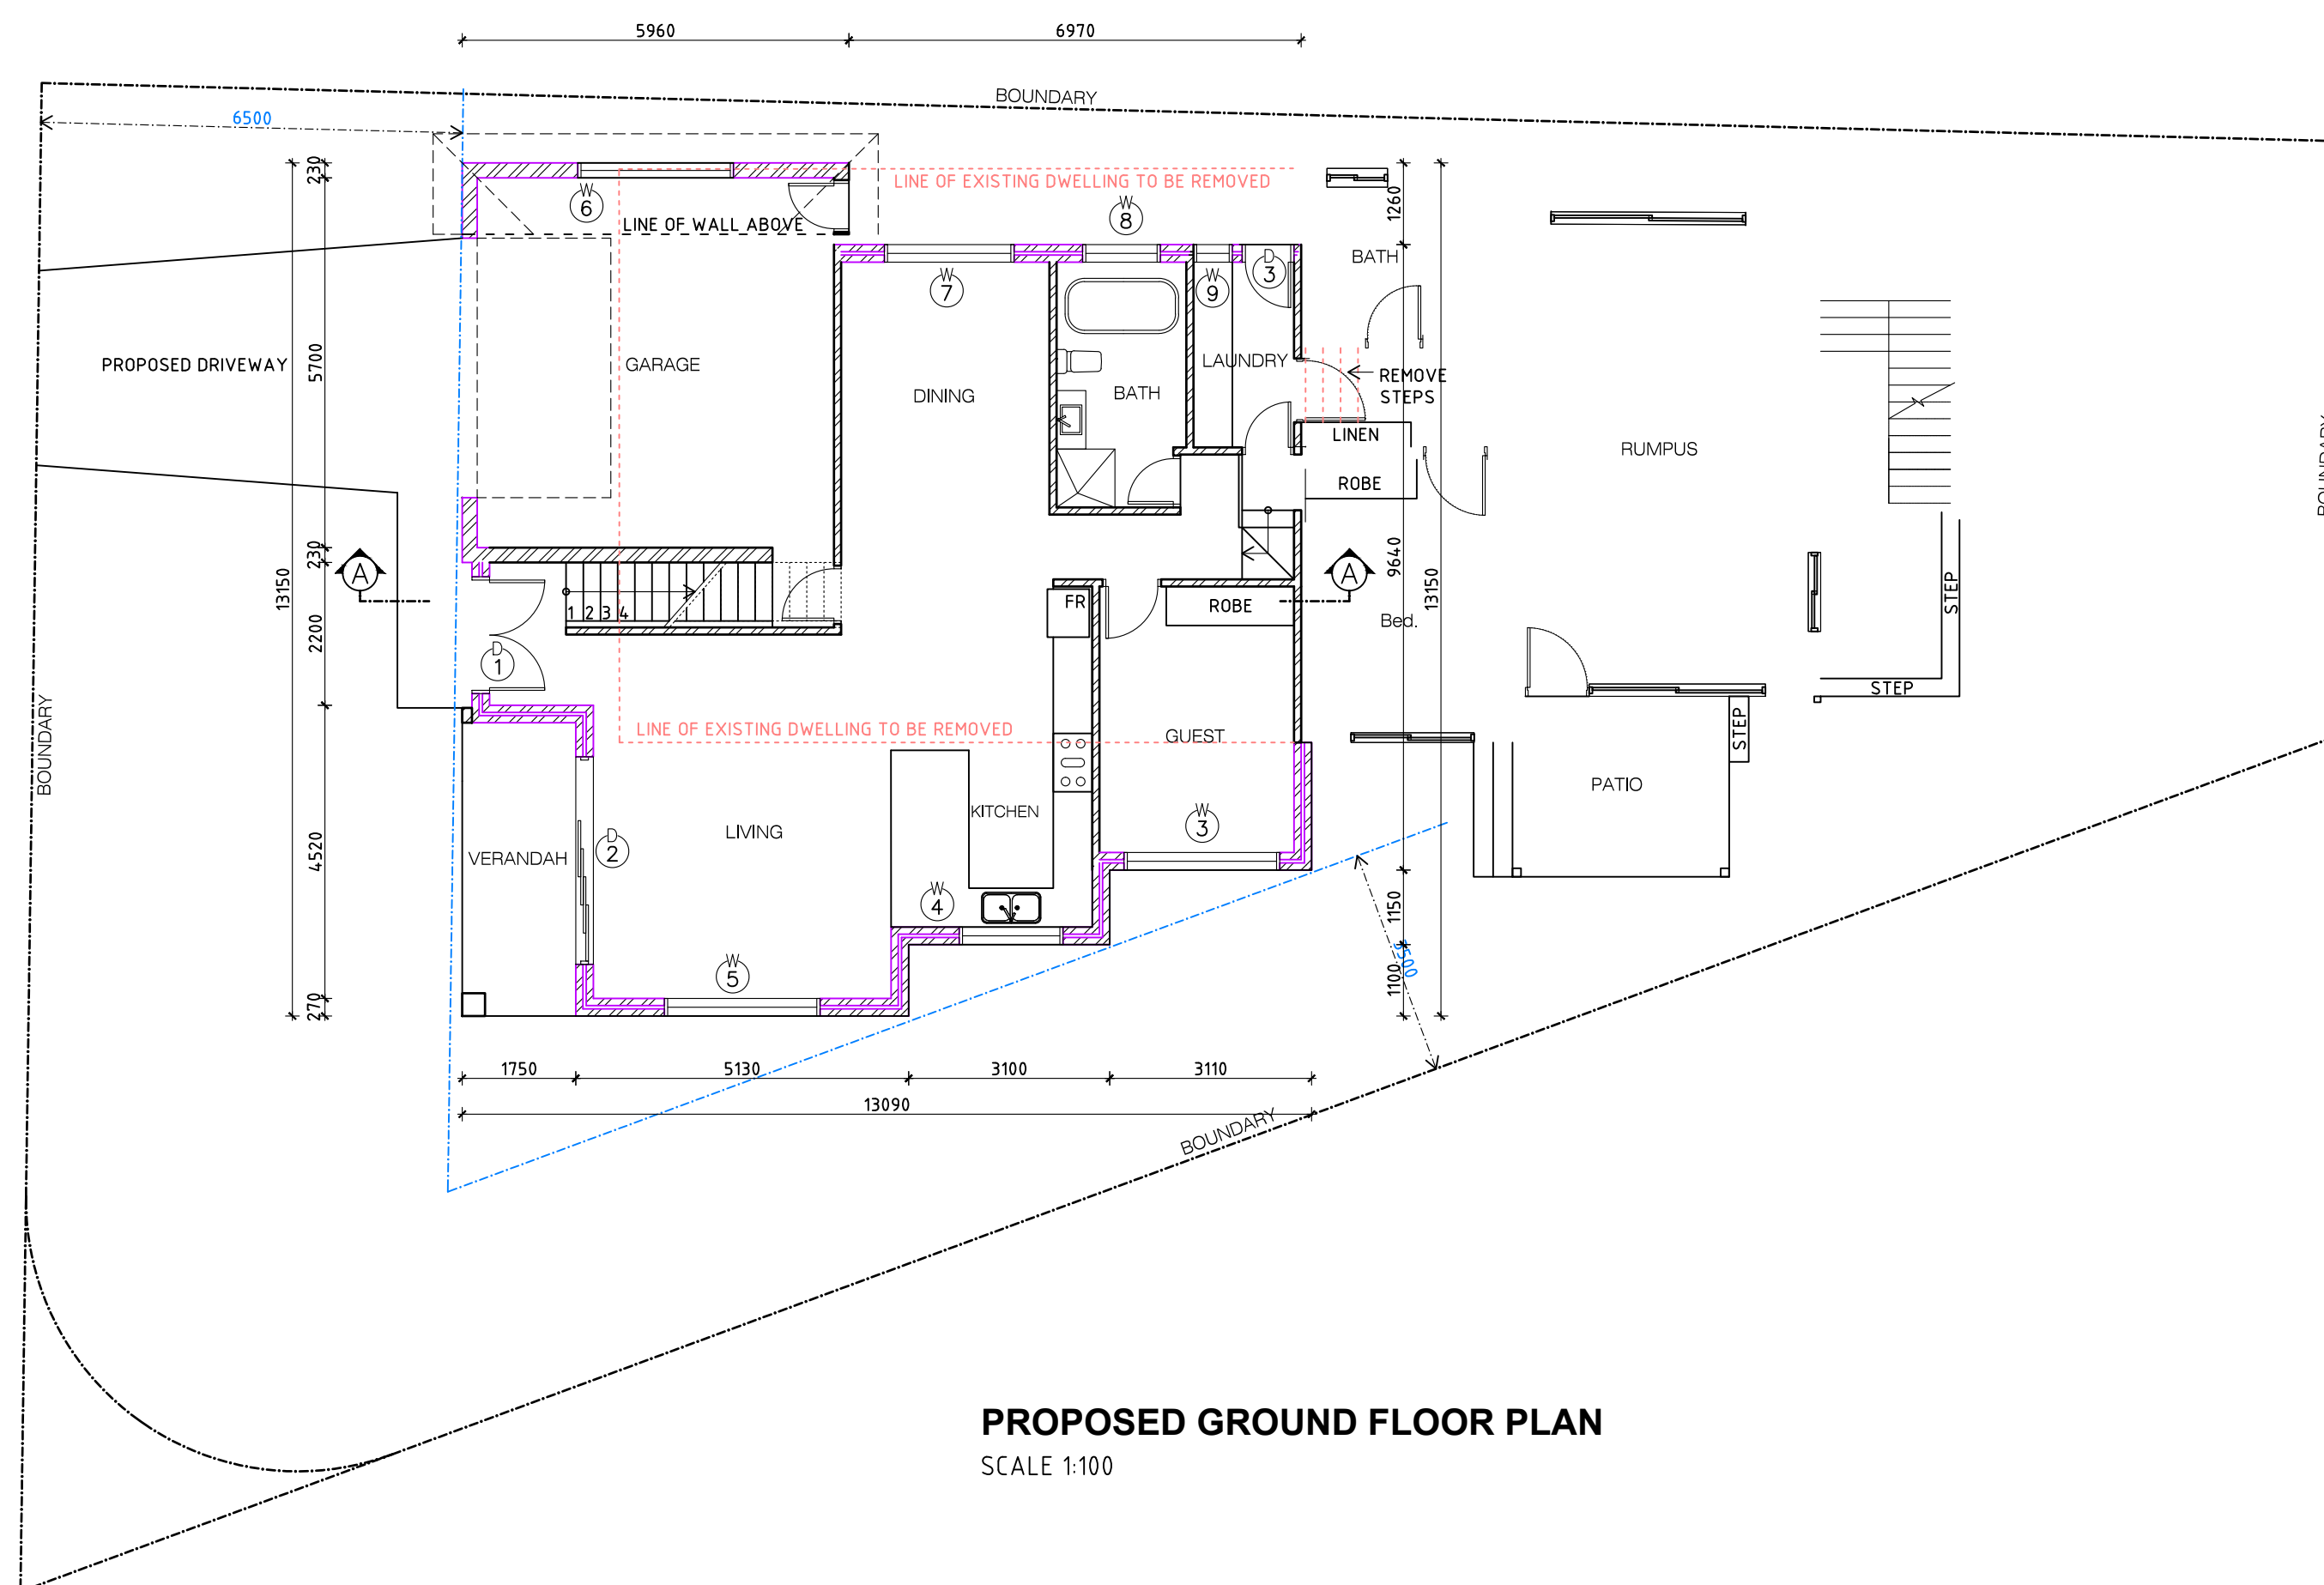 5960
6970
BOUNDARY
6500
230
LINE OF EXISTING DWELLING TO BE REMOVED
W
6
W
8
1260
LINE OF WALL ABOVE
BATH
D
3
W
7
W
9
PROPOSED DRIVEWAY
5700
GARAGE
DINING
BATH
LAUNDRY
REMOVE
STEPS
LINEN
RUMPUS
BOUNDARY
ROBE
230
A
13150
1 2 3 4
2200
FR
ROBE
A
9640
13150
Bed.
STEP
D
1
STEP
BOUNDARY
LINE OF EXISTING DWELLING TO BE REMOVED
GUEST
STEP
PATIO
4520
VERANDAH
D
2
LIVING
KITCHEN
W
3
W
4
1150
W
5
1100
270
1750
5130
3100
3110
13090
BOUNDARY
PROPOSED GROUND FLOOR PLAN
SCALE 1:100